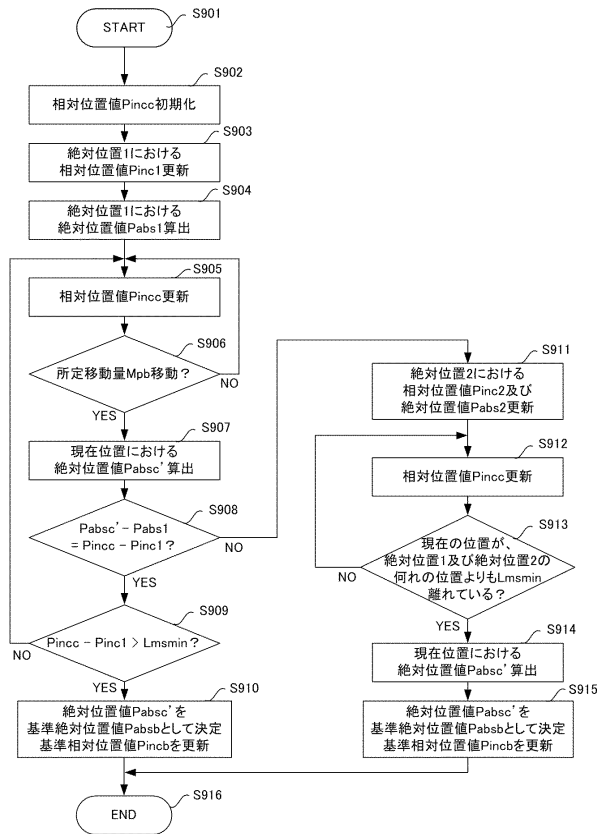 START
S901
相対位置値Pincc初期化
S902
絶対位置1における
相対位置値Pinc1更新
S903
絶対位置1における
絶対位置値Pabs1算出
S904
相対位置値Pincc更新
S905
所定移動量Mpb移動？
S906
NO
YES
現在位置における
絶対位置値Pabsc'算出
S907
Pabsc'－Pabs1
＝Pincc－Pinc1？
S908
NO
YES
Pincc－Pinc1＞Lmsmin？
S909
NO
YES
絶対位置値Pabsc'を
基準絶対位置値Pabsbとして決定
基準相対位置値Pincbを更新
S910
絶対位置2における
相対位置値Pinc2及び
絶対位置値Pabs2更新
S911
相対位置値Pincc更新
S912
現在の位置が、
絶対位置1及び絶対位置2の
何れの位置よりもLmsmin
離れている？
S913
NO
YES
現在位置における
絶対位置値Pabsc'算出
S914
絶対位置値Pabsc'を
基準絶対位置値Pabsbとして決定
基準相対位置値Pincbを更新
S915
END
S916